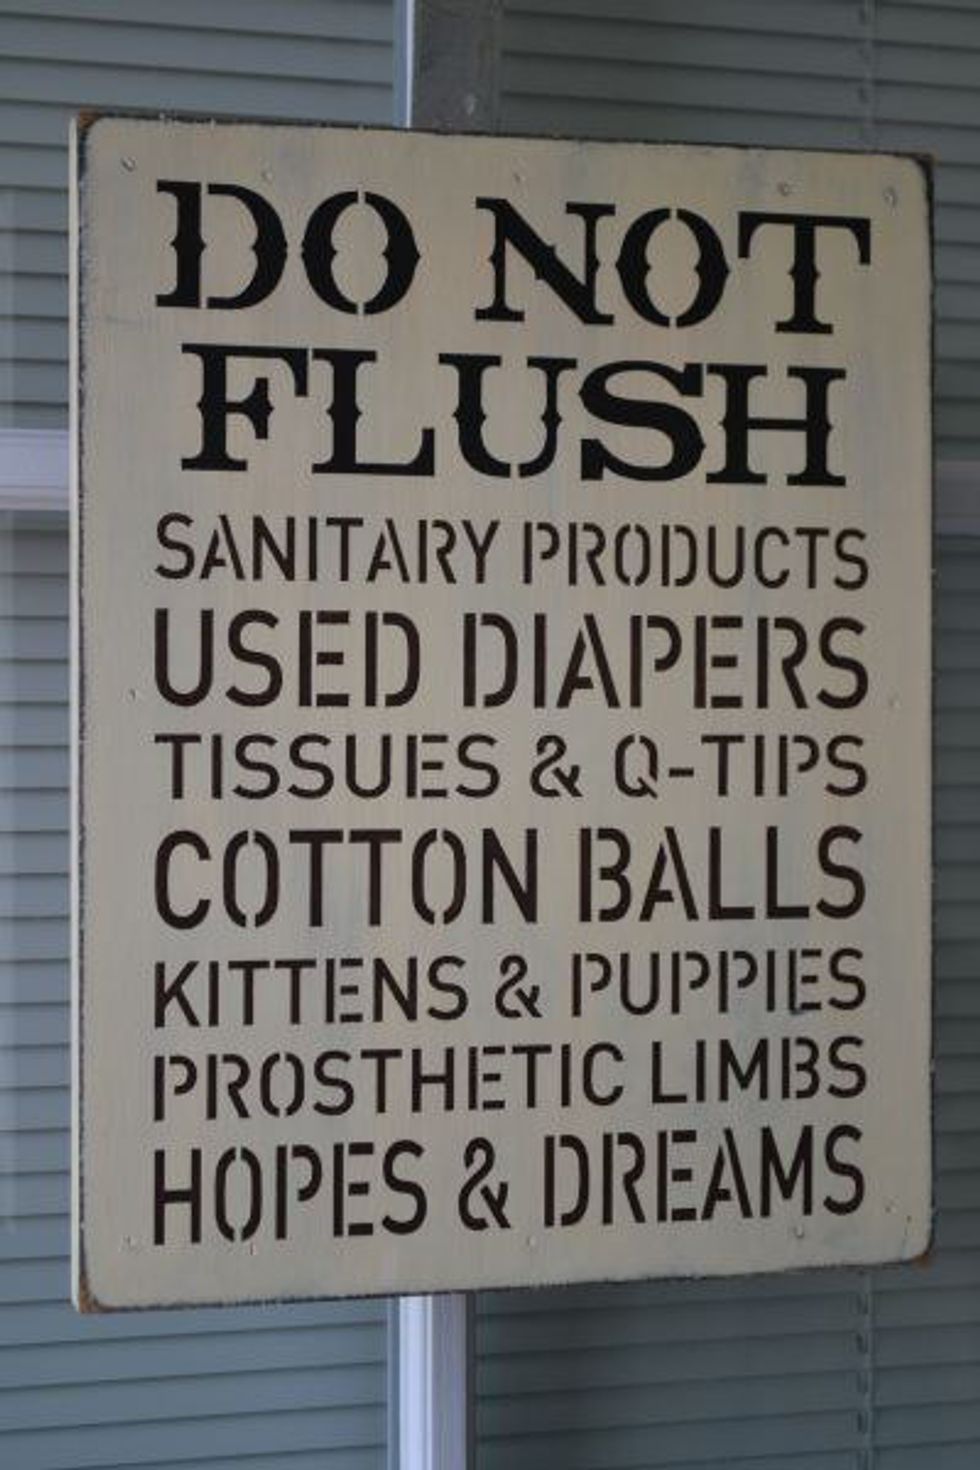 DO NOT
FLUSH
SANITARY PRODUCTS
USED DIAPERS
TISSUES & Q-TIPS
COTTON BALLS
KITTENS & PUPPIES
PROSTHETIC LIMBS
HOPES & DREAMS